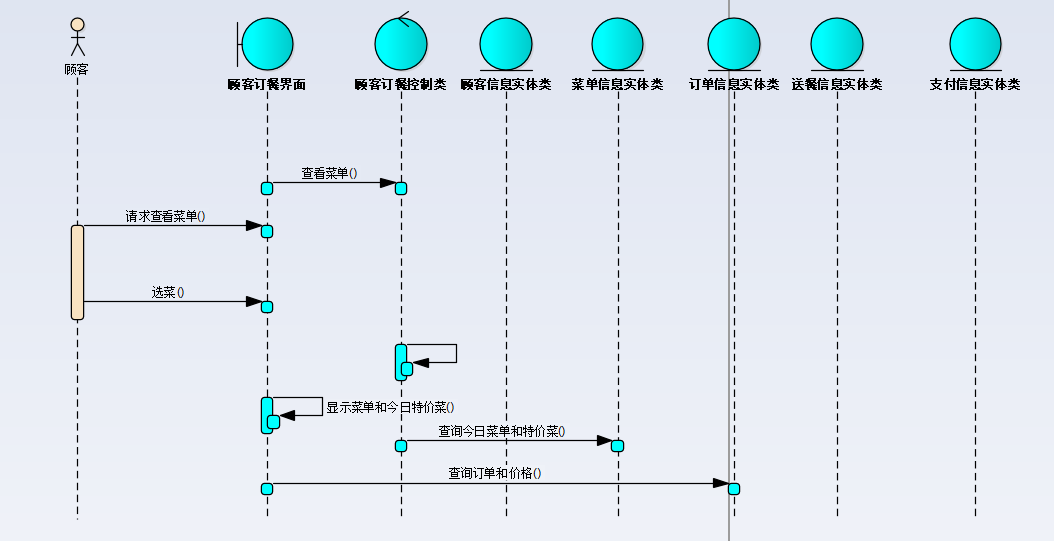 顾客
顾客订餐界面
顾客订餐控制类
顾客信息实体类
菜单信息实体类
订单信息实体类
送餐信息实体类
支付信息实体类
查看菜单()
请求查看菜单()
选菜()
显示菜单和今日特价菜()
查询今日菜单和特价菜()
查询订单和价格()